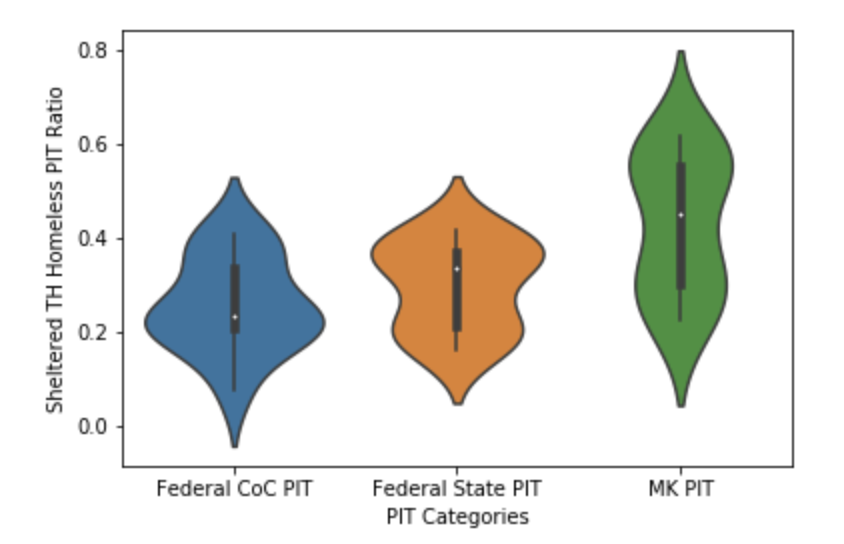 0.8
0.6
0.4
0.2
0.0
Sheltered TH Homeless PIT Ratio
Federal CoC PIT
Federal State PIT
MK PIT
PIT Categories